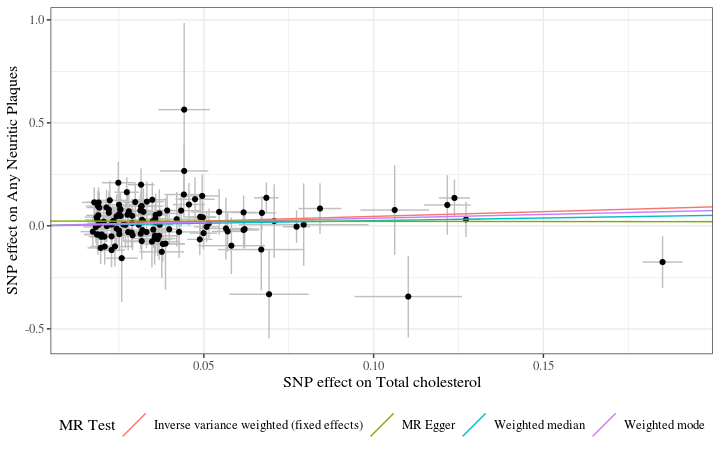 SNP effect on Any Neuritic Plaques
1.0
0.5
0.0
-0.5
0.05
0.10
0.15
SNP effect on Total cholesterol
MR Test
Inverse variance weighted (fixed effects)
MR Egger
Weighted median
Weighted mode